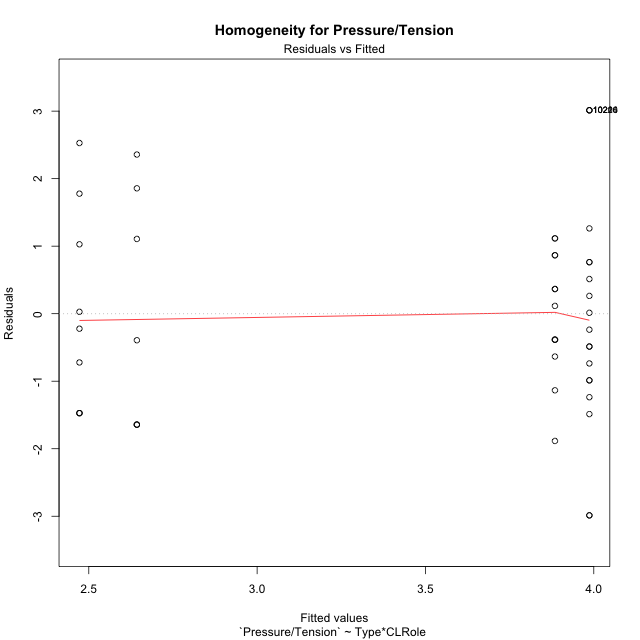 Homogeneity for Pressure/Tension
Residuals vs Fitted
3
2
1
0
-1
-2
-3
Residuals
2.5 3.0 3.5 4.0
Fitted values
`Pressure/Tension` ~ Type*CLRole